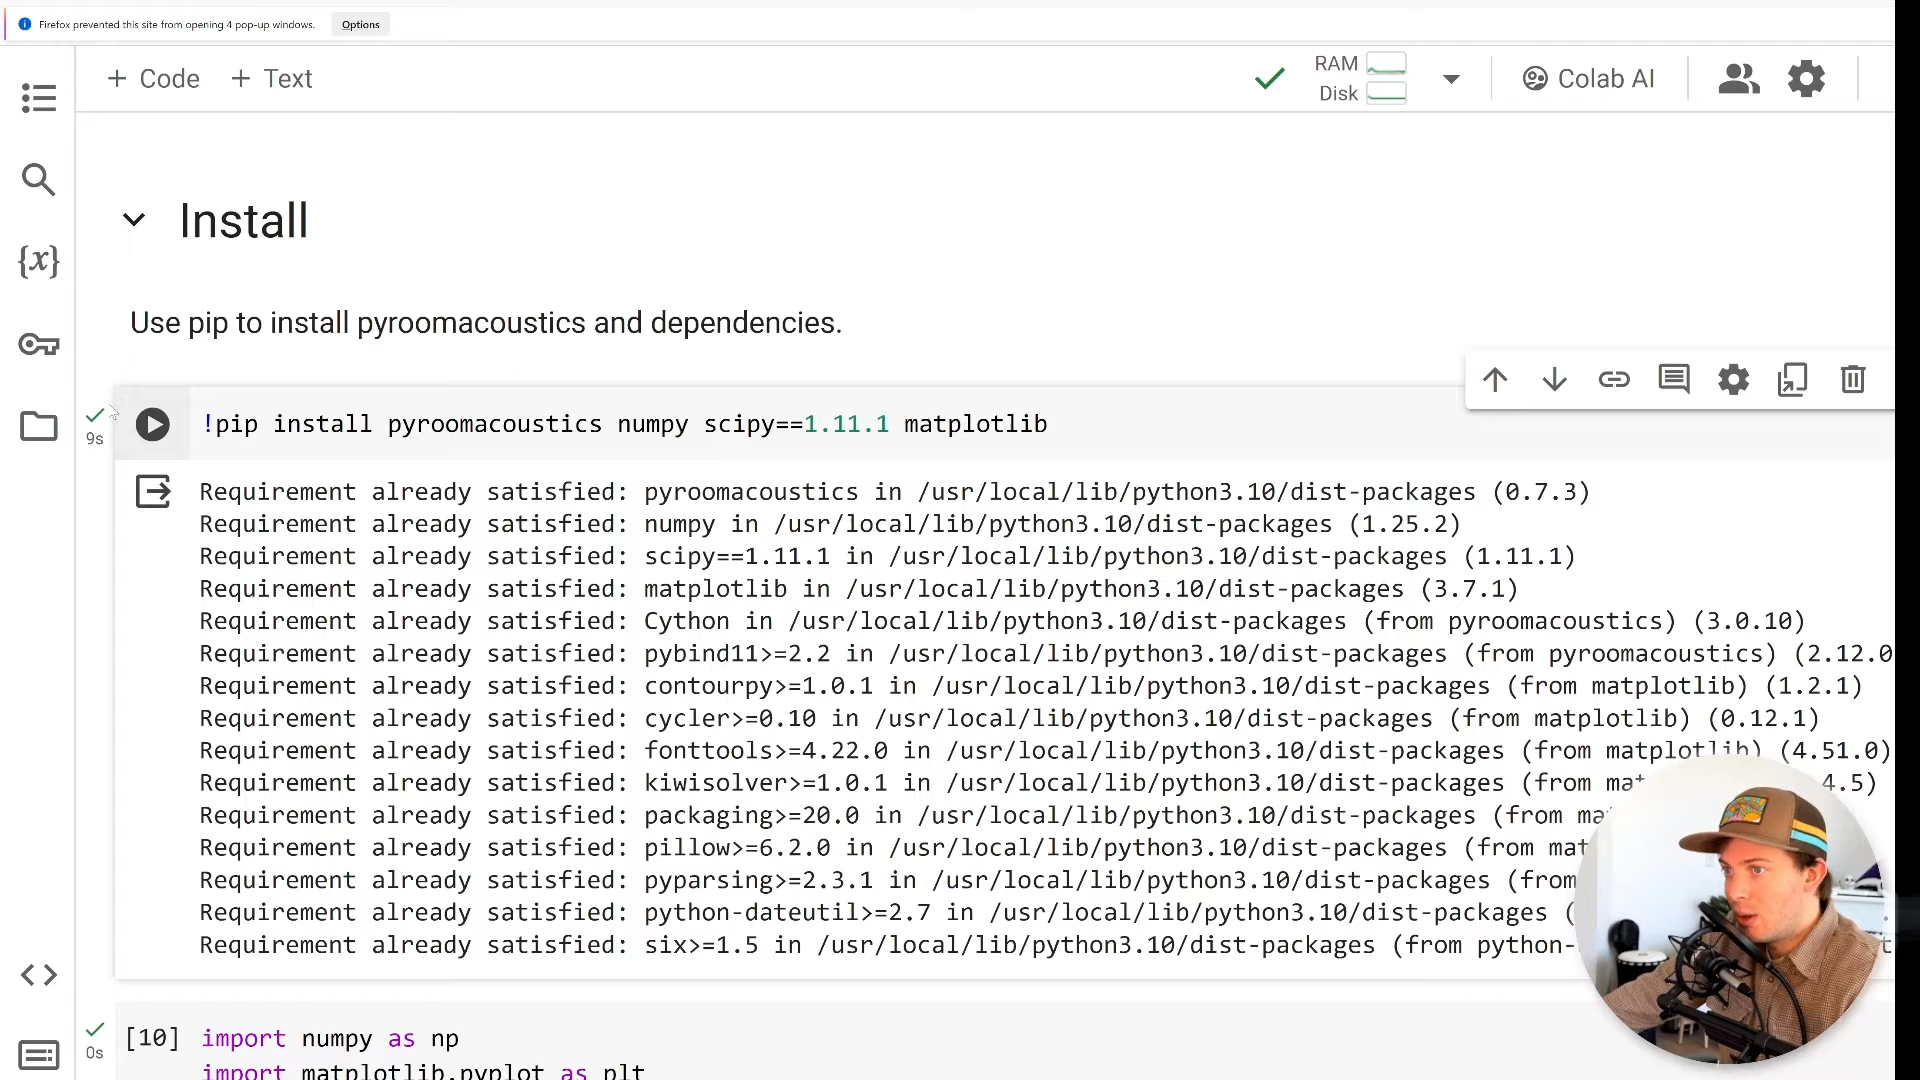 Firefox prevented this site from opening 4 pop-up windows. Options
+ Code + Text
RAM
Disk
Colab AI
{x}
Install
Use pip to install pyroomacoustics and dependencies.
9s
!pip install pyroomacoustics numpy scipy==1.11.1 matplotlib
Requirement already satisfied: pyroomacoustics in /usr/local/lib/python3.10/dist-packages (0.7.3)
Requirement already satisfied: numpy in /usr/local/lib/python3.10/dist-packages (1.25.2)
Requirement already satisfied: scipy==1.11.1 in /usr/local/lib/python3.10/dist-packages (1.11.1)
Requirement already satisfied: matplotlib in /usr/local/lib/python3.10/dist-packages (3.7.1)
Requirement already satisfied: Cython in /usr/local/lib/python3.10/dist-packages (from pyroomacoustics) (3.0.10)
Requirement already satisfied: pybind11>=2.2 in /usr/local/lib/python3.10/dist-packages (from pyroomacoustics) (2.12.0
Requirement already satisfied: contourpy>=1.0.1 in /usr/local/lib/python3.10/dist-packages (from matplotlib) (1.2.1)
Requirement already satisfied: cycler>=0.10 in /usr/local/lib/python3.10/dist-packages (from matplotlib) (0.12.1)
Requirement already satisfied: fonttools>=4.22.0 in /usr/local/lib/python3.10/dist-packages (from matplotlib) (4.51.0)
Requirement already satisfied: kiwisolver>=1.0.1 in /usr/local/lib/python3.10/dist-packages (from mat 4.5)
Requirement already satisfied: packaging>=20.0 in /usr/local/lib/python3.10/dist-packages (from ma
Requirement already satisfied: pillow>=6.2.0 in /usr/local/lib/python3.10/dist-packages (from mat
Requirement already satisfied: pyparsing>=2.3.1 in /usr/local/lib/python3.10/dist-packages (from
Requirement already satisfied: python-dateutil>=2.7 in /usr/local/lib/python3.10/dist-packages (
Requirement already satisfied: six>=1.5 in /usr/local/lib/python3.10/dist-packages (from python-
[10] import numpy as np
0s
import matplotlib.pyplot as plt